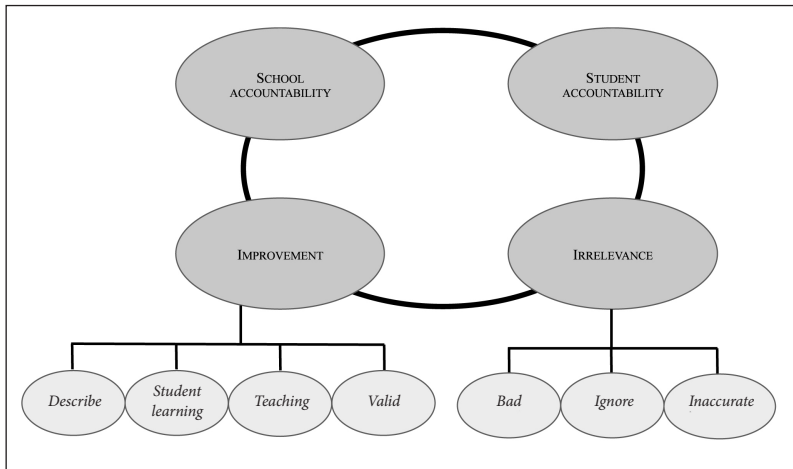 SCHOOL
ACCOUNTABILITY
STUDENT
ACCOUNTABILITY
IMPROVEMENT
IRRELEVANCE
Describe
Student
learning
Teaching
Valid
Bad
Ignore
Inaccurate